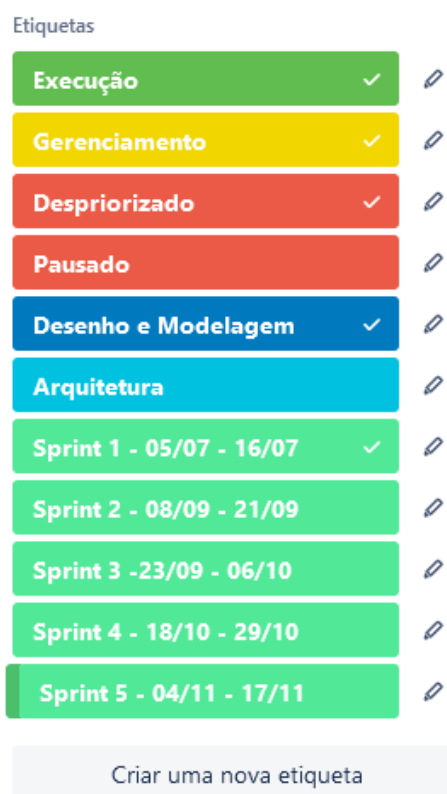 Etiquetas
Execução
Gerenciamento
Despriorizado
Pausado
Desenho e Modelagem
Arquitetura
Sprint 1 - 05/07 - 16/07
Sprint 2 - 08/09 - 21/09
Sprint 3 -23/09 - 06/10
Sprint 4 - 18/10 - 29/10
Sprint 5 - 04/11 - 17/11
Criar uma nova etiqueta